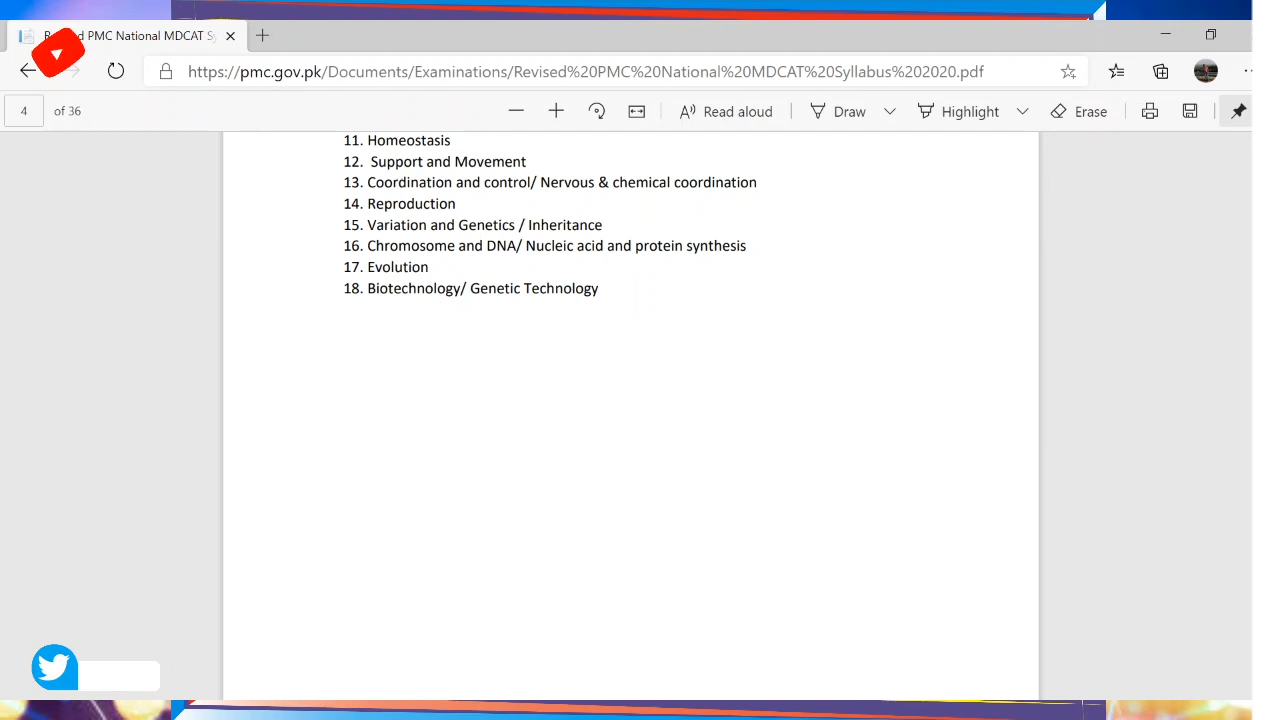 PMC National MDCAT Sy
https://pmc.gov.pk/Documents/Examinations/Revised%20PMC%20National%20MDCAT%20Syllabus%202020.pdf
4 of 36 Read aloud Draw Highlight Erase
11. Homeostasis
12. Support and Movement
13. Coordination and control/ Nervous & chemical coordination
14. Reproduction
15. Variation and Genetics / Inheritance
16. Chromosome and DNA/ Nucleic acid and protein synthesis
17. Evolution
18. Biotechnology/ Genetic Technology